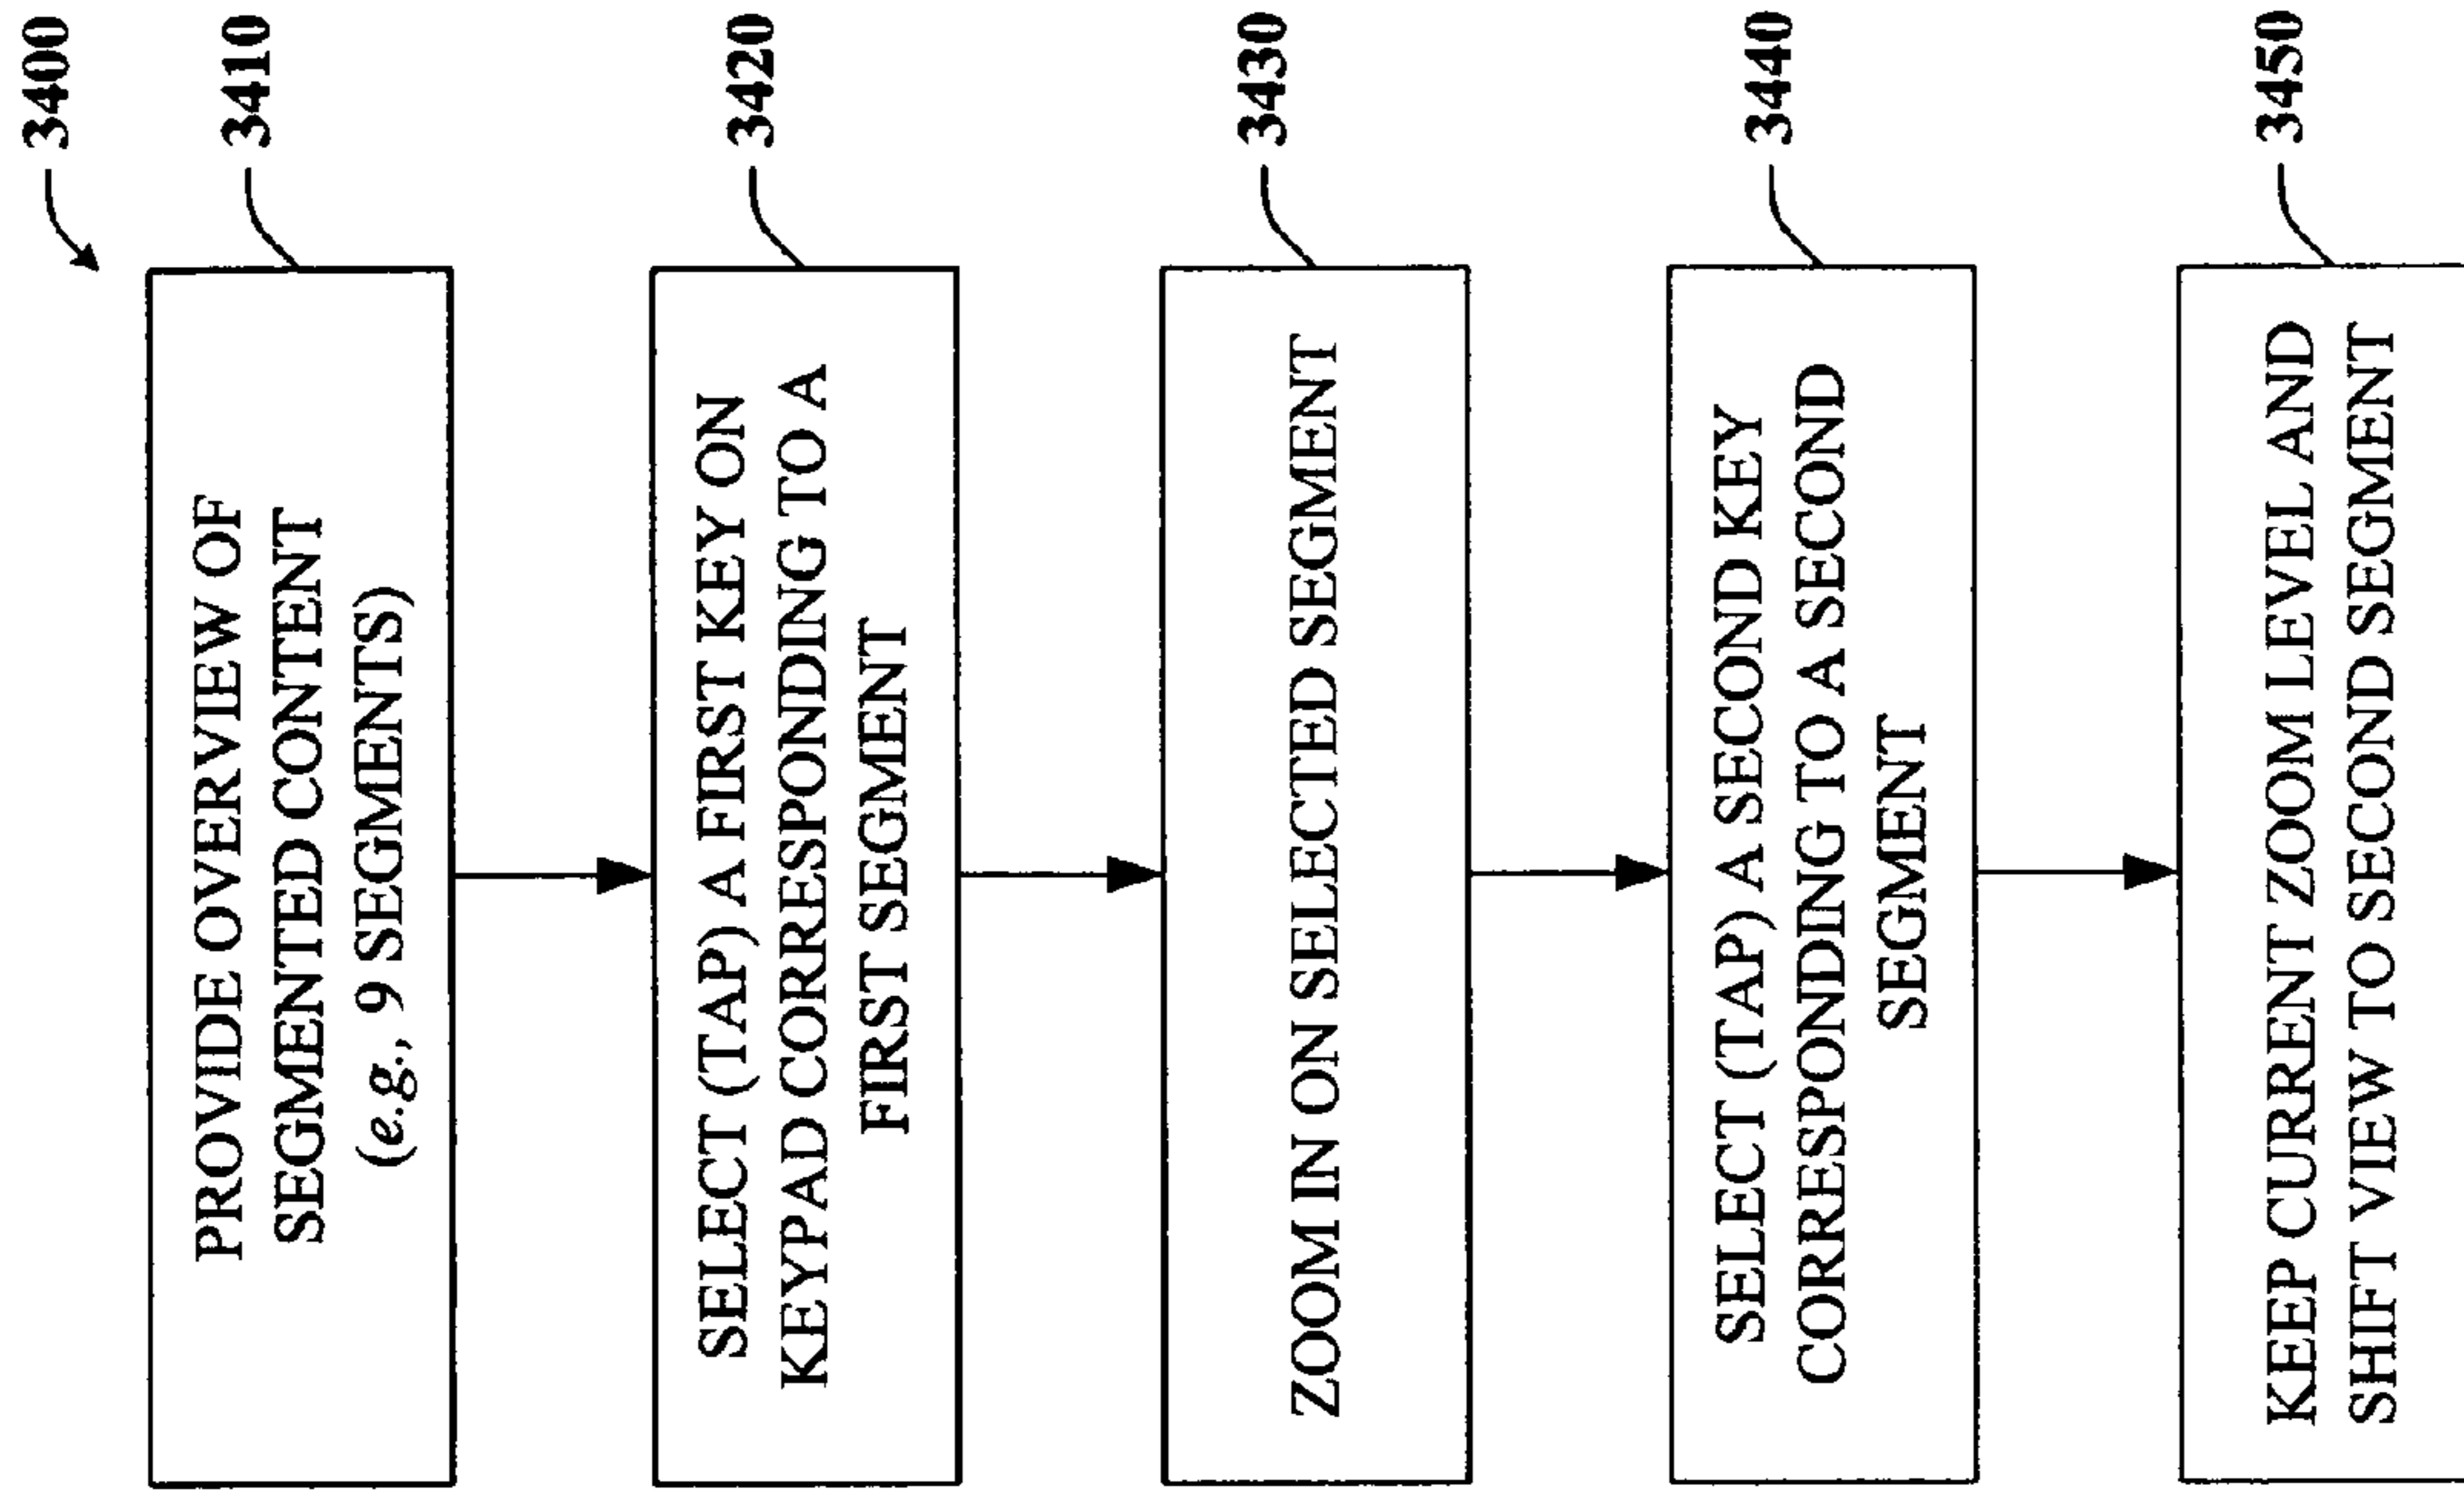 3400
PROVIDE OVERVIEW OF
SEGMENTED CONTENT
(e.g., 9 SEGMENTS)
3410
SELECT (TAP) A FIRST KEY ON
KEYPAD CORRESPONDING TO A
FIRST SEGMENT
3420
ZOOM IN ON SELECTED SEGMENT
3430
SELECT (TAP) A SECOND KEY
CORRESPONDING TO A SECOND
SEGMENT
3440
KEEP CURRENT ZOOM LEVEL AND
SHIFT VIEW TO SECOND SEGMENT
3450